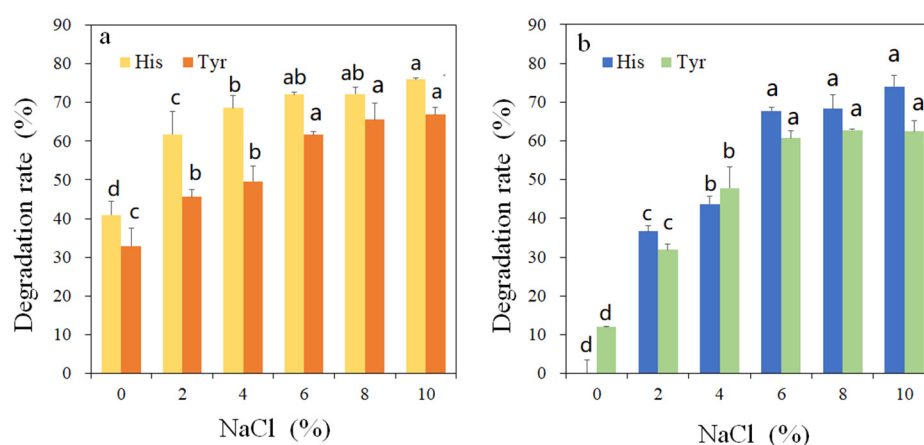 a
His Tyr
Degradation rate (%)
90
80
70
60
50
40
30
20
10
0
d c c b b b ab a ab a a a
0 2 4 6 8 10
NaCl (%)
b
His Tyr
Degradation rate (%)
90
80
70
60
50
40
30
20
10
0
d d c c b b a a a a a a
0 2 4 6 8 10
NaCl (%)